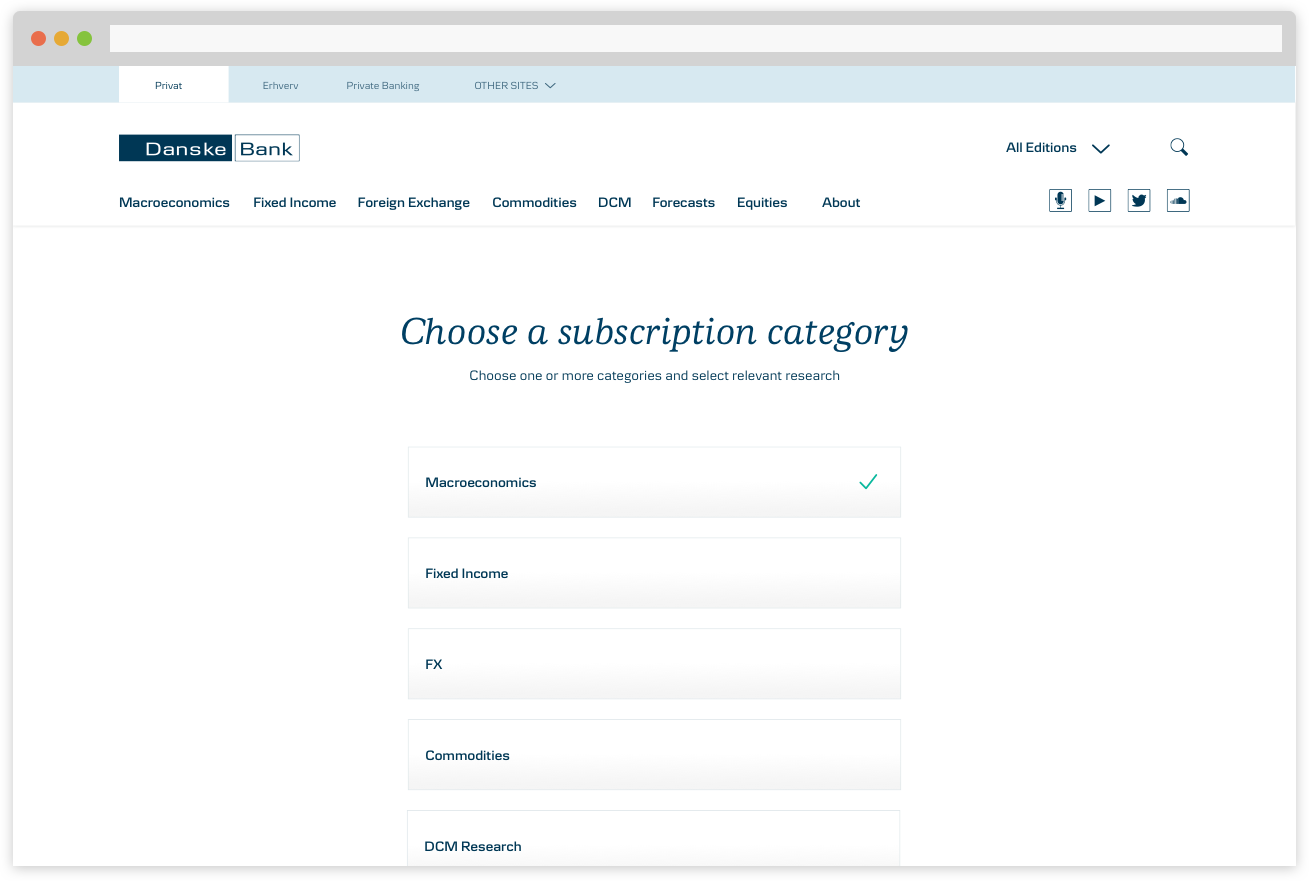 Privat Erhverv Private Banking OTHER SITES
Danske Bank
All Editions
Macroeconomics Fixed Income Foreign Exchange Commodities DCM Forecasts Equities About
Choose a subscription category
Choose one or more categories and select relevant research
Macroeconomics
Fixed Income
FX
Commodities
DCM Research